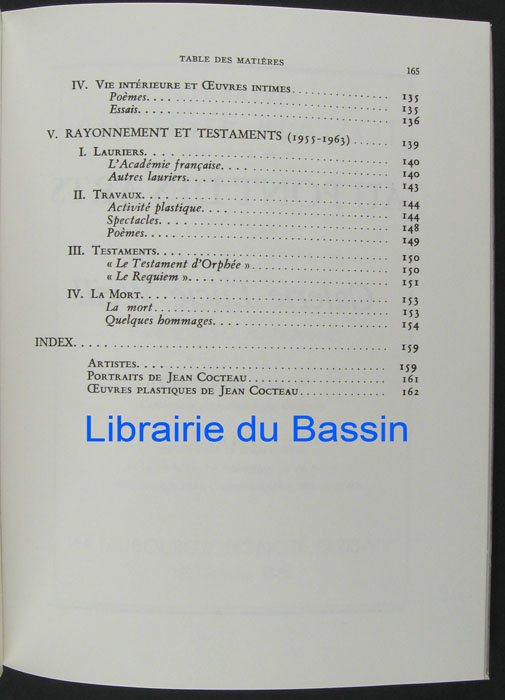 TABLE DES MATIÈRES
165
IV. VIE INTÉRIEURE ET ŒUVRES INTIMES 135
Poèmes 135
Essais 136
V. RAYONNEMENT ET TESTAMENTS (1955-1963) 139
I. LAURIERS 140
L'Académie française 140
Autres lauriers 143
II. TRAVAUX 144
Activité plastique 144
Spectacles 148
Poèmes 149
III. TESTAMENTS 150
« Le Testament d'Orphée » 150
« Le Requiem » 151
IV. LA MORT 153
La mort 153
Quelques hommages 154
INDEX 159
ARTISTES 159
PORTRAITS DE JEAN COCTEAU 161
ŒUVRES PLASTIQUES DE JEAN COCTEAU 162
Librairie du Bassin